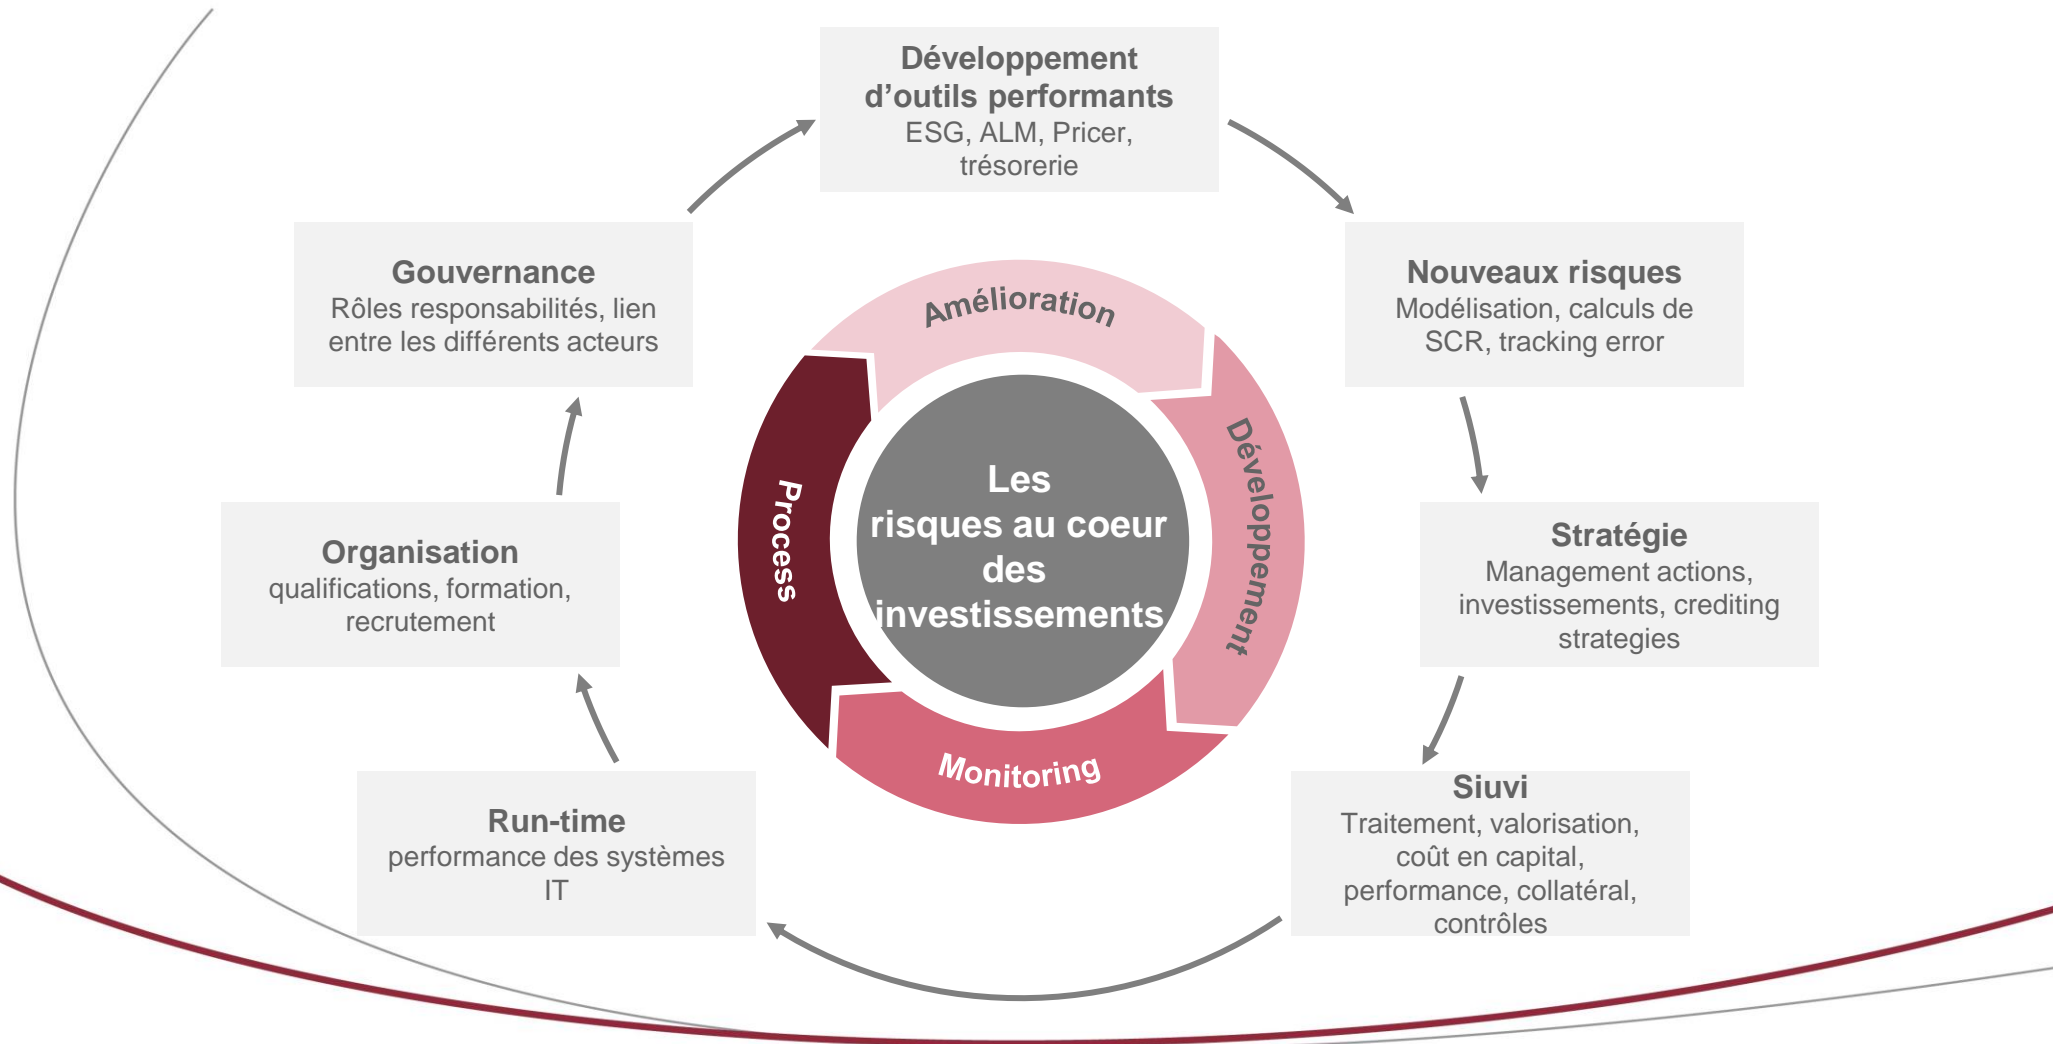 Développement
d’outils performants
ESG, ALM, Pricer,
trésorerie
Gouvernance
Rôles responsabilités, lien
entre les différents acteurs
Nouveaux risques
Modélisation, calculs de
SCR, tracking error
Amélioration
Développement
Monitoring
Process
Les
risques au coeur
des
investissements
Organisation
qualifications, formation,
recrutement
Stratégie
Management actions,
investissements, crediting
strategies
Run-time
performance des systèmes
IT
Siuvi
Traitement, valorisation,
coût en capital,
performance, collatéral,
contrôles